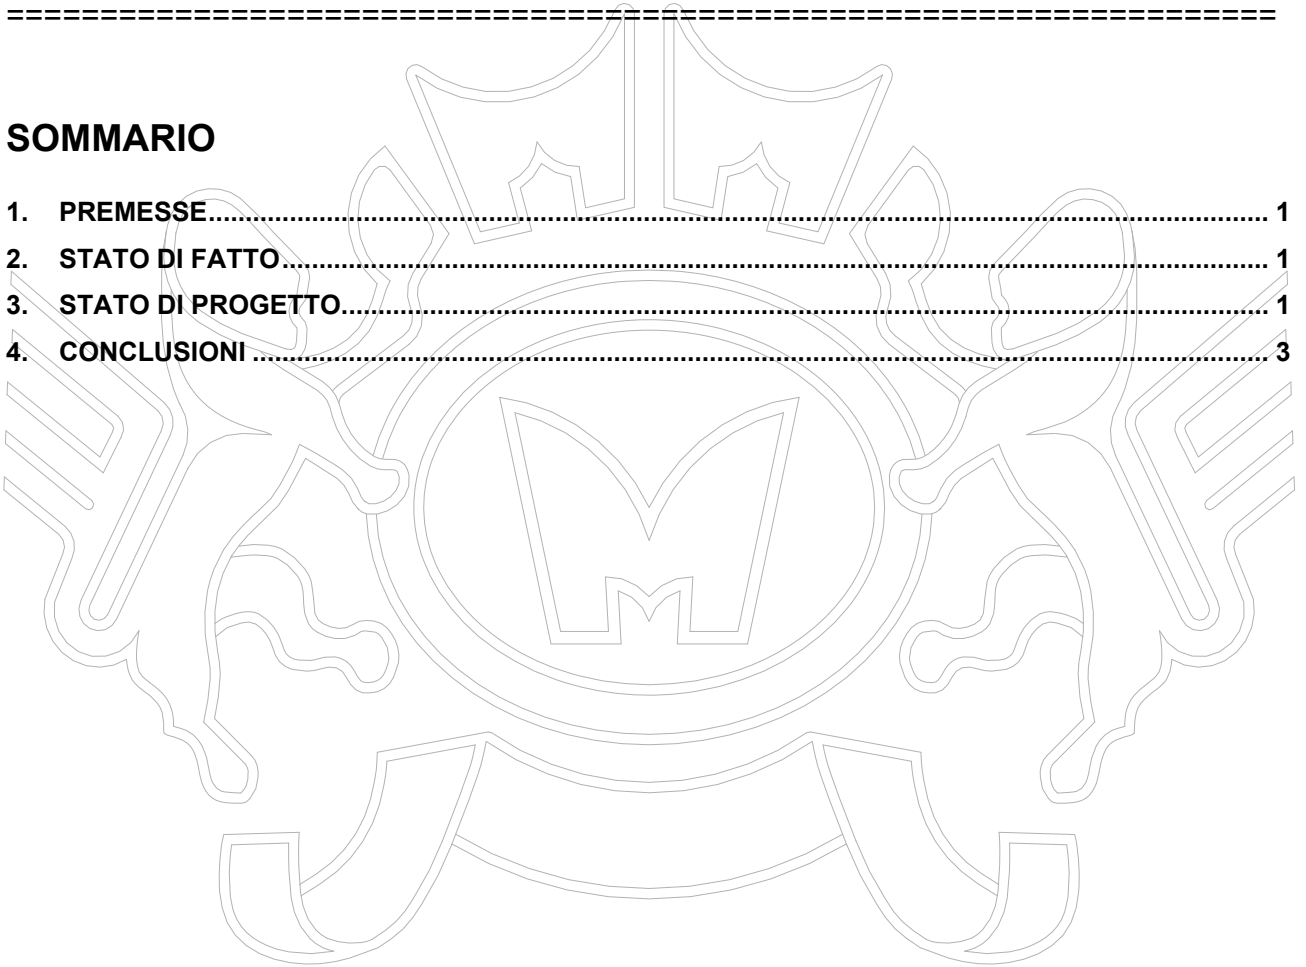 ==============================================================================
SOMMARIO
1. PREMESSE.......................................................................................................................................... 1
2. STATO DI FATTO................................................................................................................................ 1
3. STATO DI PROGETTO........................................................................................................................ 1
4. CONCLUSIONI .................................................................................................................................... 3
M